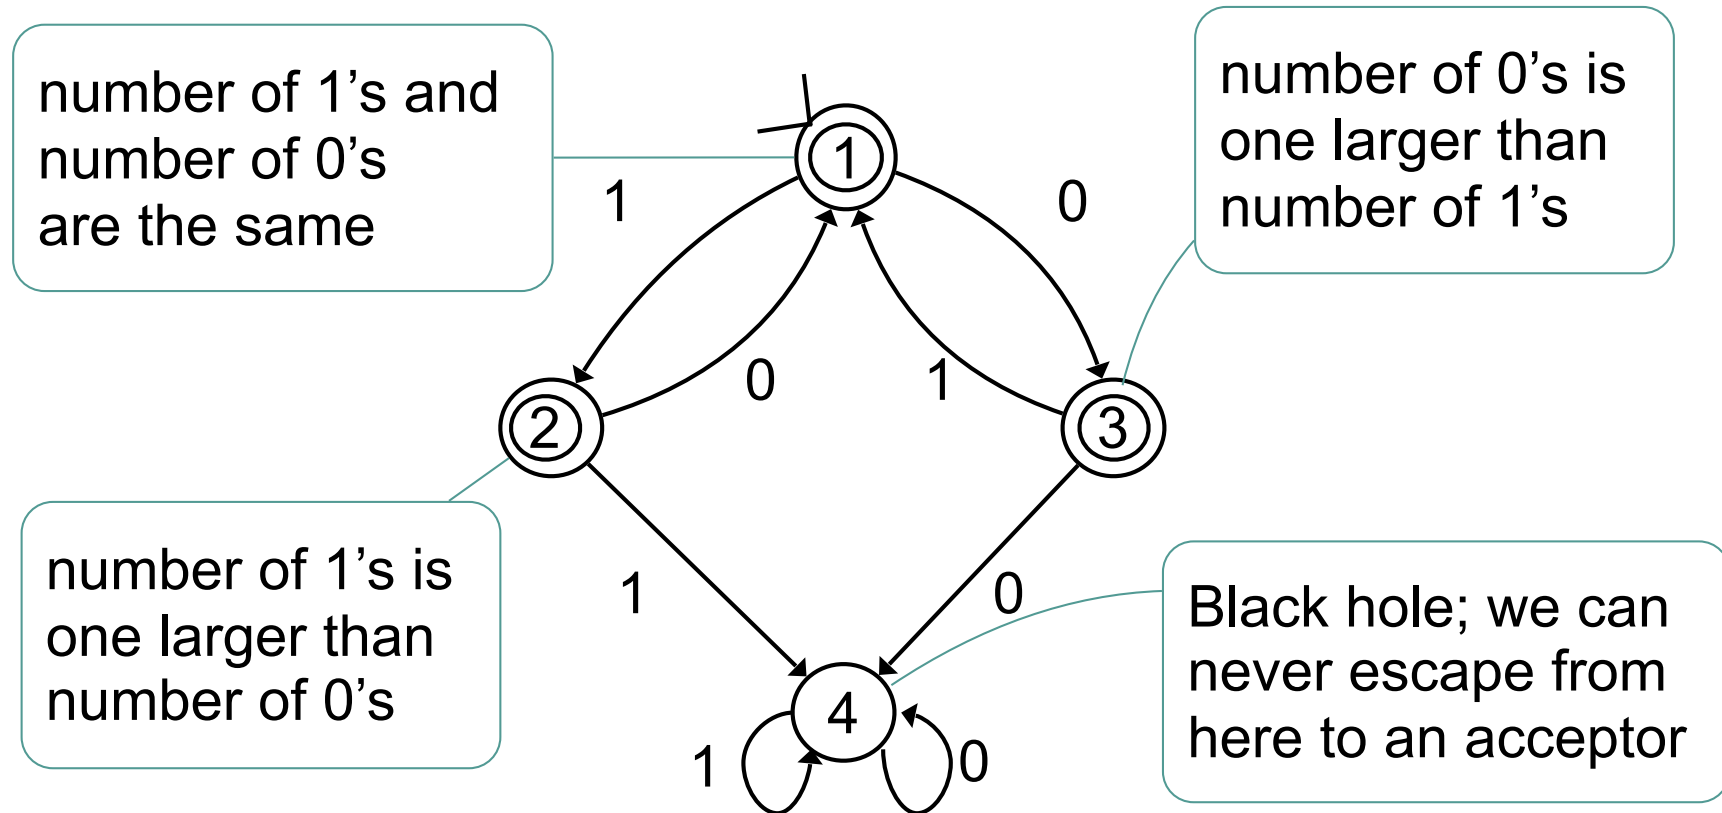 number of 1’s and
number of 0’s
are the same
number of 0’s is
one larger than
number of 1’s
1
1
0
0
1
2
3
number of 1’s is
one larger than
number of 0’s
1
0
Black hole; we can
never escape from
here to an acceptor
4
1
0